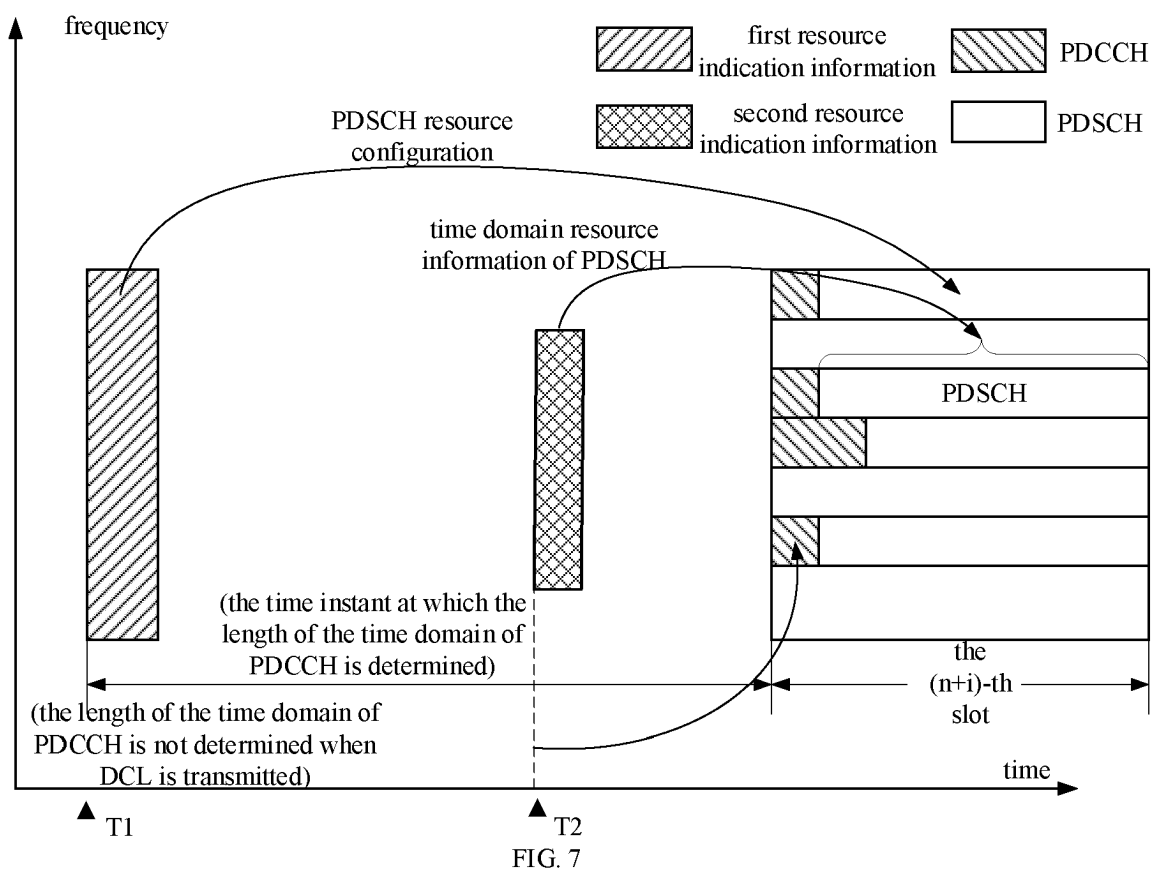 frequency
first resource
indication information
PDCCH
second resource
indication information
PDSCH
PDSCH resource
configuration
time domain resource
information of PDSCH
PDSCH
(the time instant at which the
length of the time domain of
PDCCH is determined)
the
(n+i)-th
slot
(the length of the time domain of
PDCCH is not determined when
DCL is transmitted)
time
T1
T2
FIG. 7